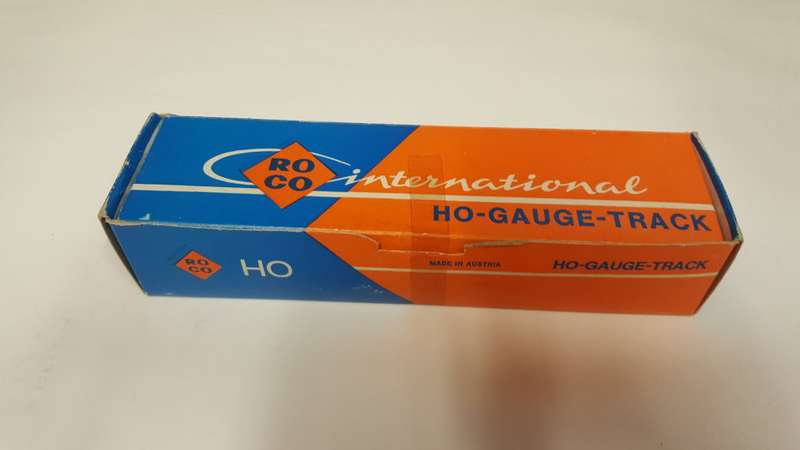 RO
CO
international
HO-GAUGE-TRACK
RO
CO
HO
MADE IN AUSTRIA
HO-GAUGE-TRACK